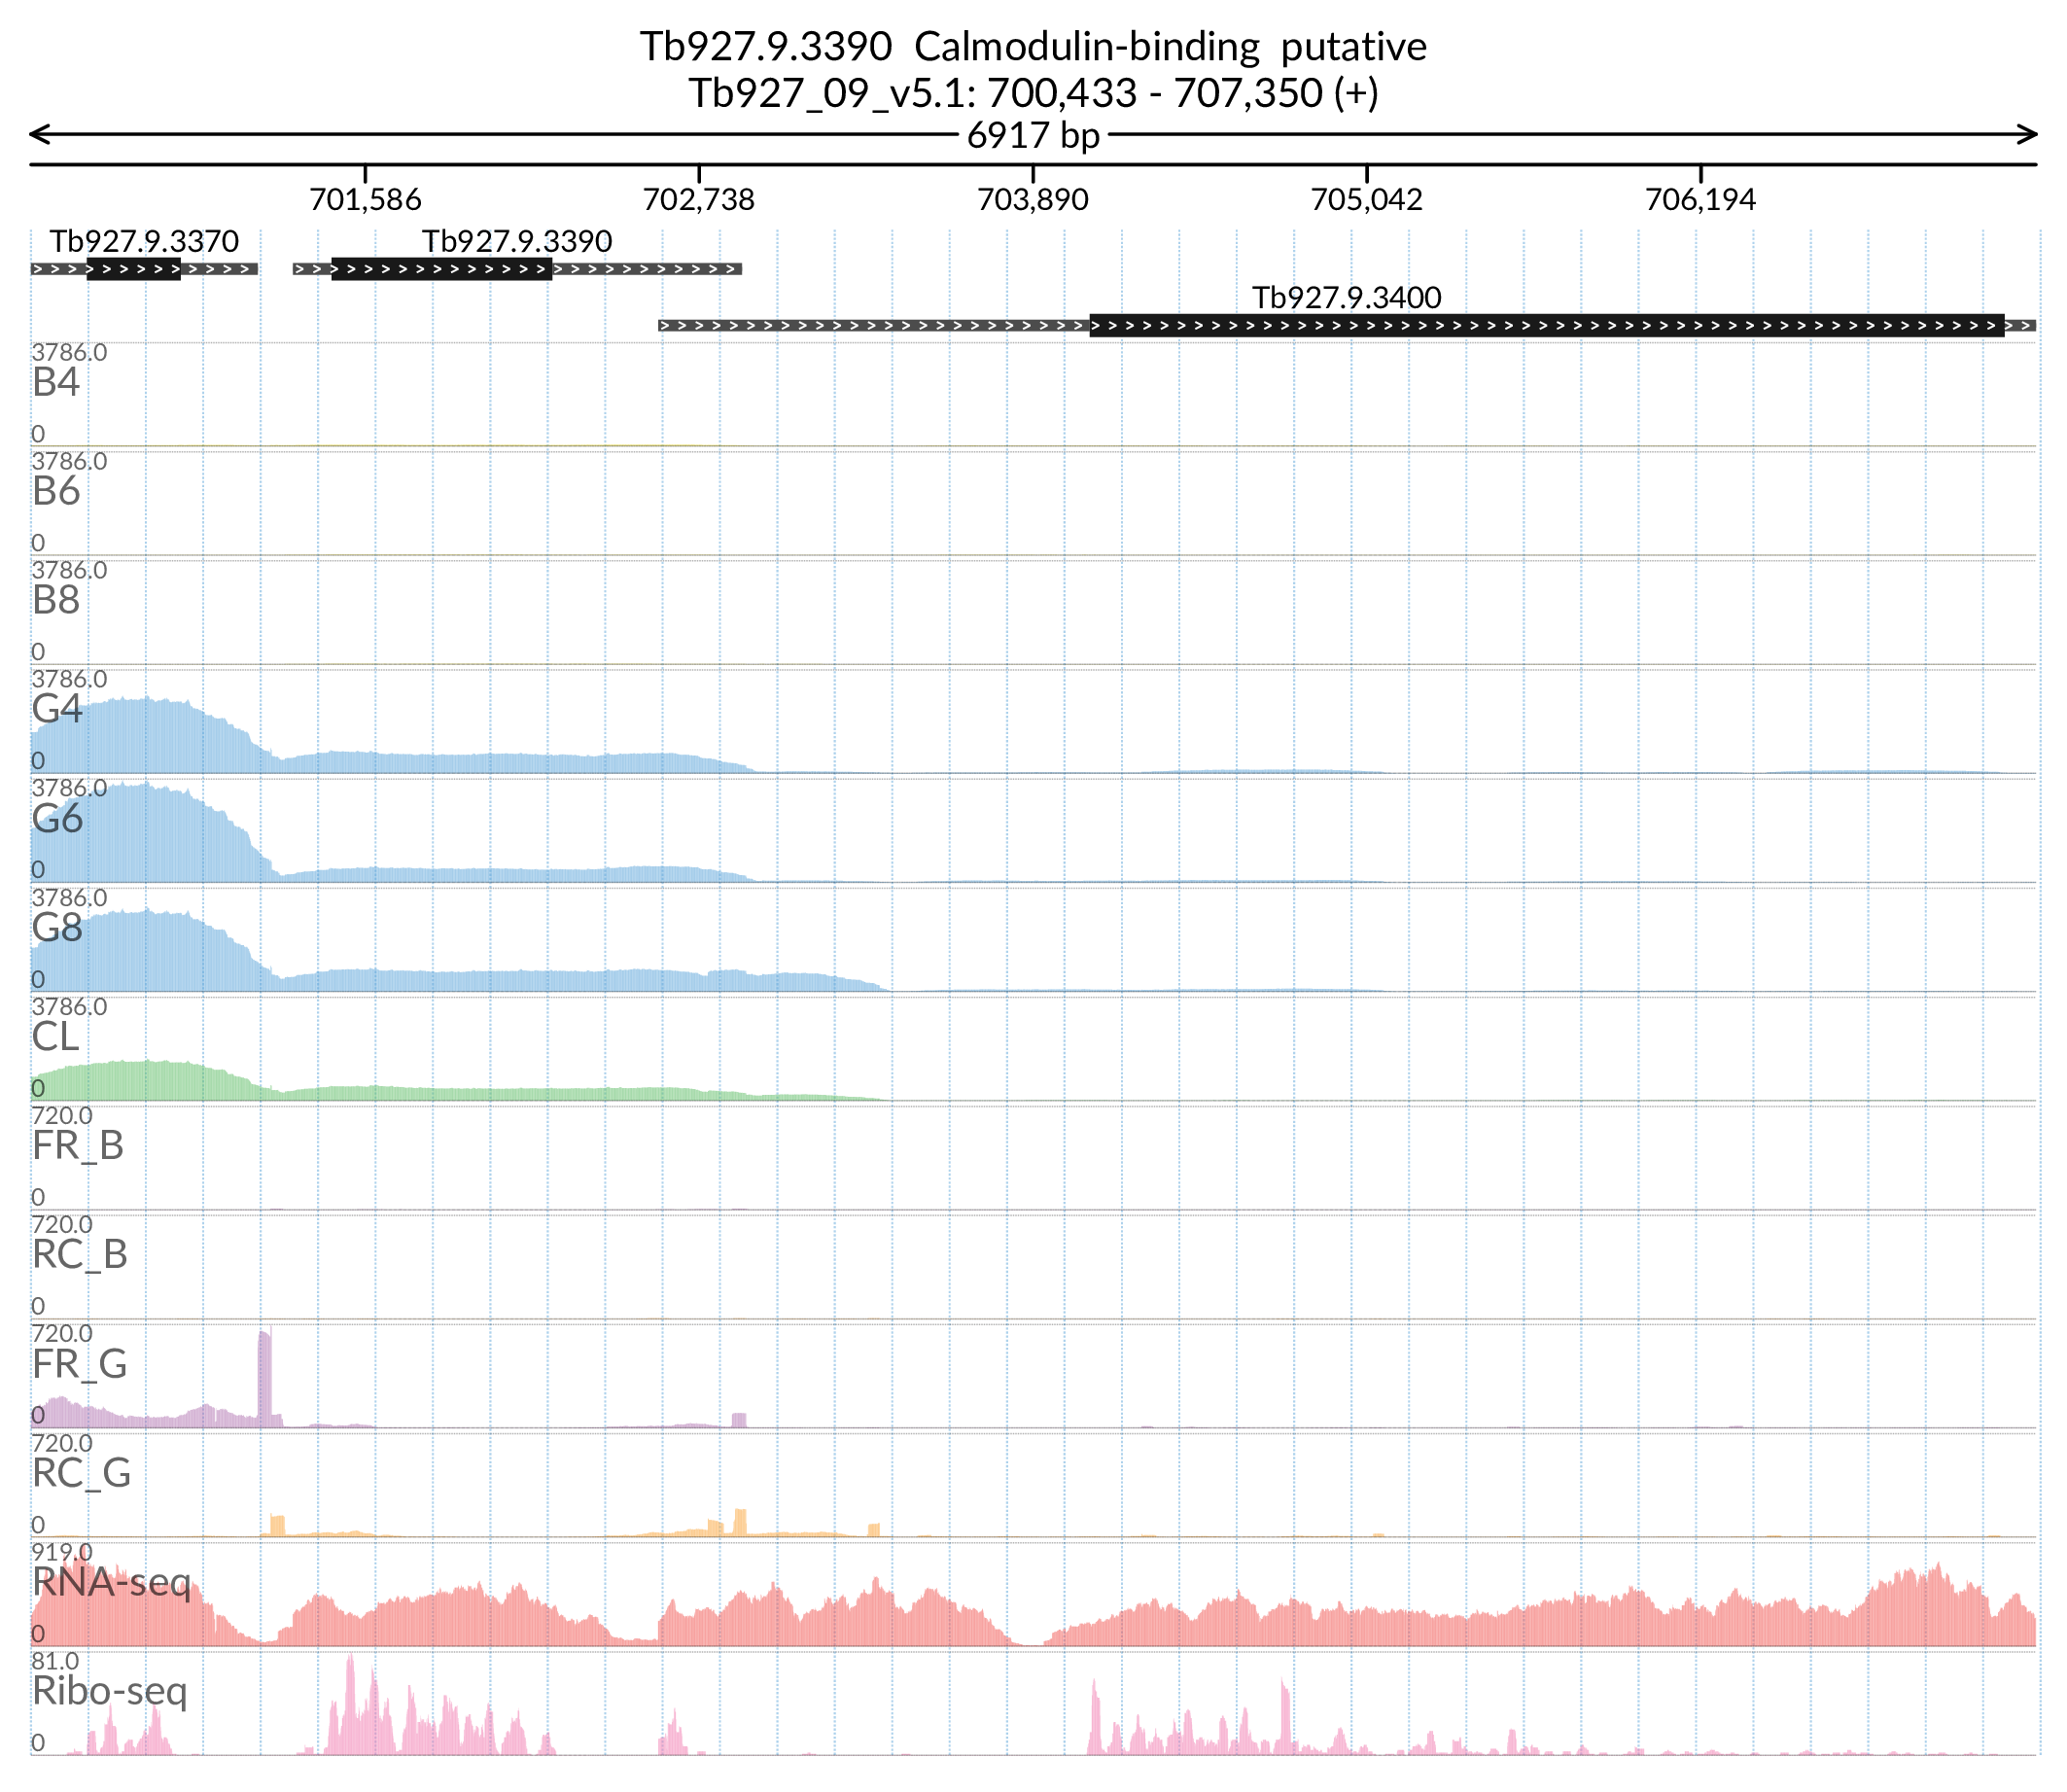 Tb927.9.3390 Calmodulin-binding putative
Tb927_09_v5.1: 700,433 - 707,350 (+)
6917 bp
701,586 702,738 703,890 705,042 706,194
Tb927.9.3370 Tb927.9.3390
Tb927.9.3400
3786.0
B4
0
3786.0
B6
0
3786.0
B8
0
3786.0
G4
0
3786.0
G6
0
3786.0
G8
0
3786.0
CL
0
720.0
FR_B
0
720.0
RC_B
0
720.0
FR_G
0
720.0
RC_G
0
919.0
RNA-seq
0
81.0
Ribo-seq
0